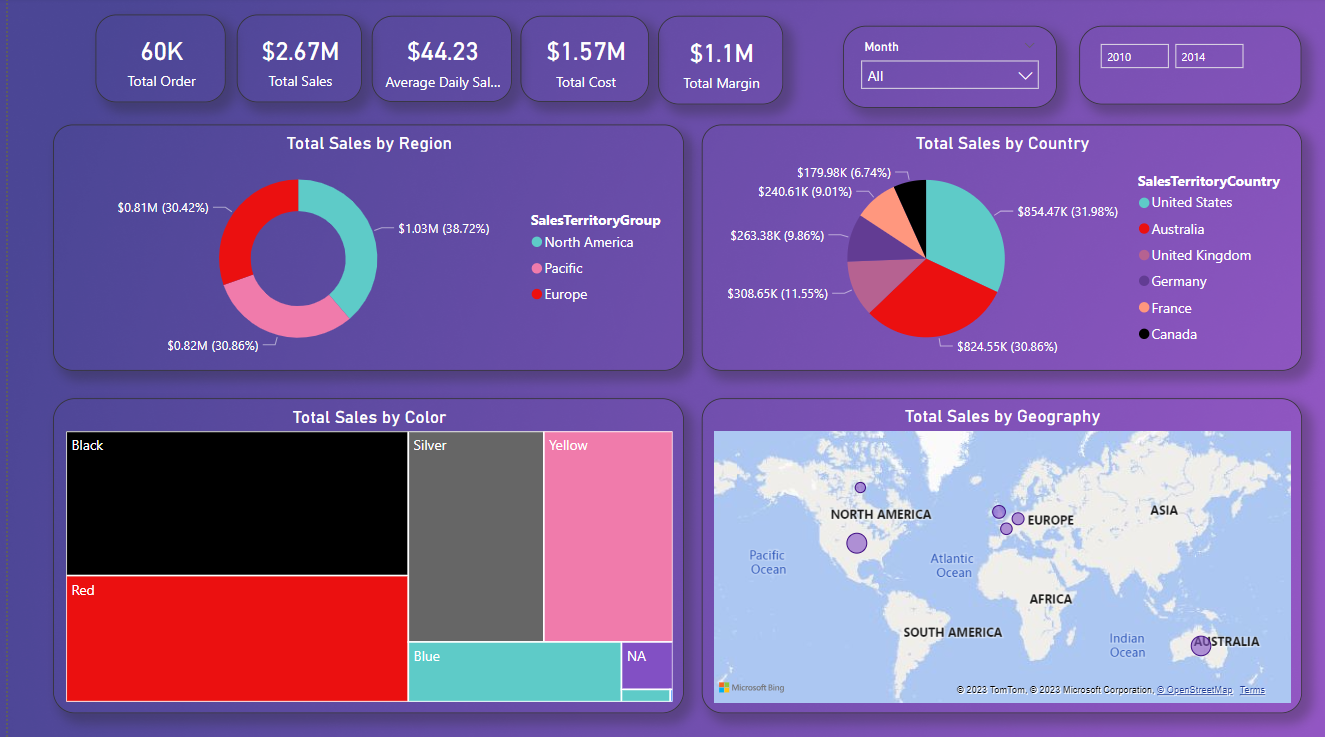 60K
Total Order
$2.67M
Total Sales
$44.23
Average Daily Sal...
$1.57M
Total Cost
$1.1M
Total Margin
Month
All
2010
2014
Total Sales by Region
$0.81M (30.42%)
$1.03M (38.72%)
$0.82M (30.86%)
SalesTerritoryGroup
North America
Pacific
Europe
Total Sales by Country
$179.98K (6.74%)
$240.61K (9.01%)
$263.38K (9.86%)
$308.65K (11.55%)
$854.47K (31.98%)
$824.55K (30.86%)
SalesTerritoryCountry
United States
Australia
United Kingdom
Germany
France
Canada
Total Sales by Color
Black
Silver
Yellow
Red
Blue
NA
Total Sales by Geography
NORTH AMERICA
EUROPE
ASIA
Pacific
Ocean
Atlantic
Ocean
AFRICA
SOUTH AMERICA
Indian
Ocean
AUSTRALIA
Microsoft Bing
© 2023 TomTom, © 2023 Microsoft Corporation, © OpenStreetMap Terms